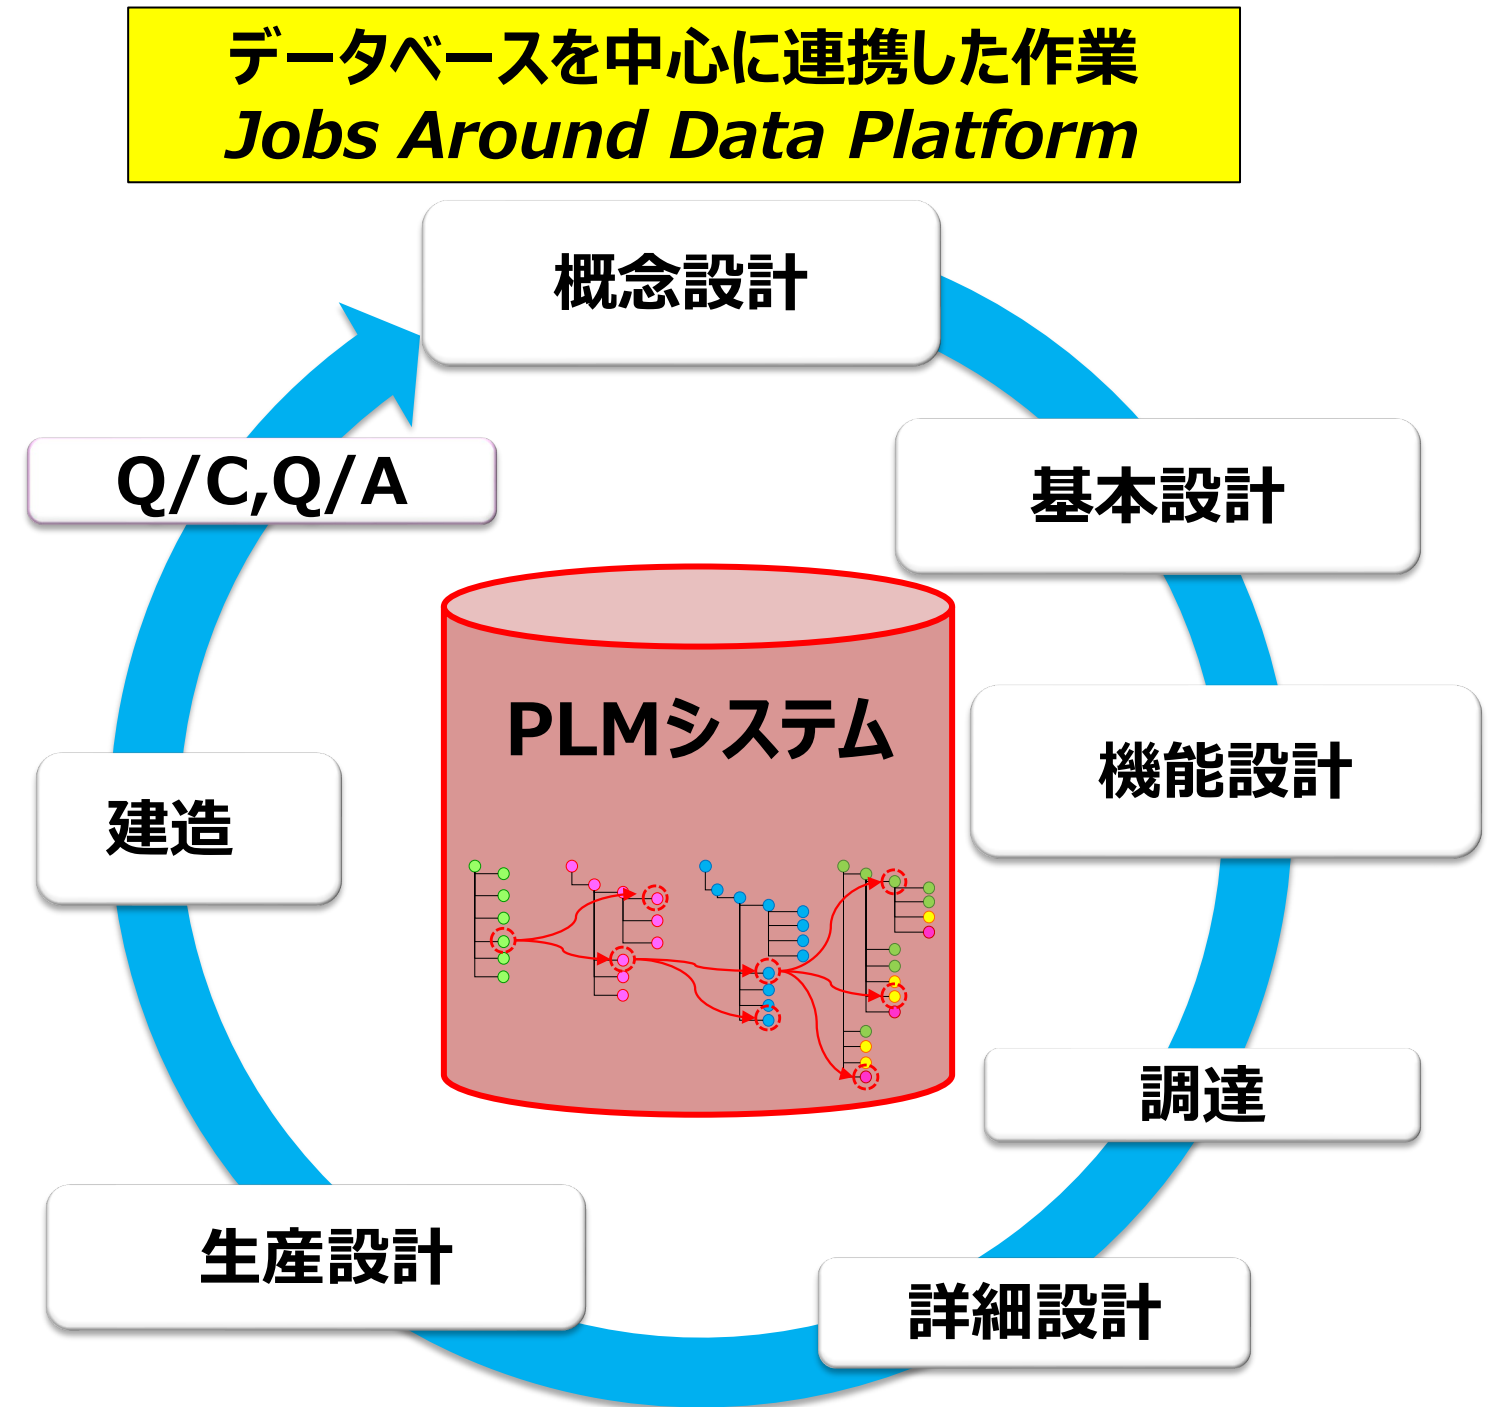 データベースを中心に連携した作業
Jobs Around Data Platform
概念設計
基本設計
機能設計
調達
詳細設計
生産設計
建造
Q/C,Q/A
PLMシステム